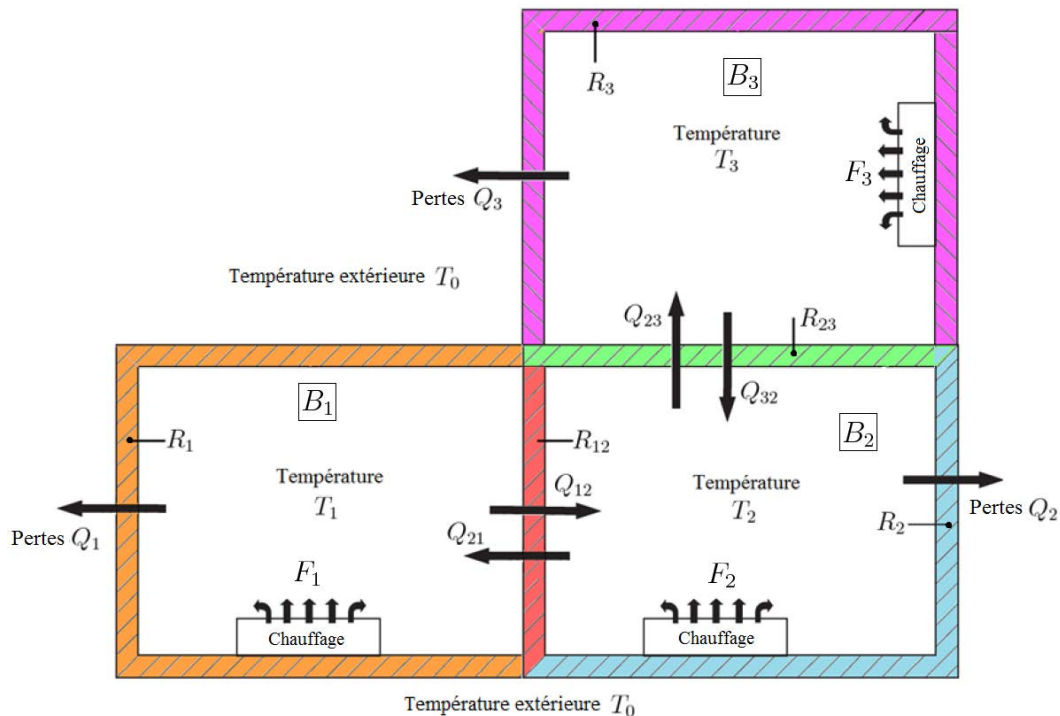 R₃
B₃
Température
T₃
F₃
Chauffage
Pertes Q₃
Température extérieure T₀
Q₂₃
R₂₃
Q₃₂
B₁
B₂
R₁
R₁₂
Température
T₁
Q₁₂
Température
T₂
Pertes Q₁
Q₂₁
R₂
Pertes Q₂
F₁
Chauffage
F₂
Chauffage
Température extérieure T₀